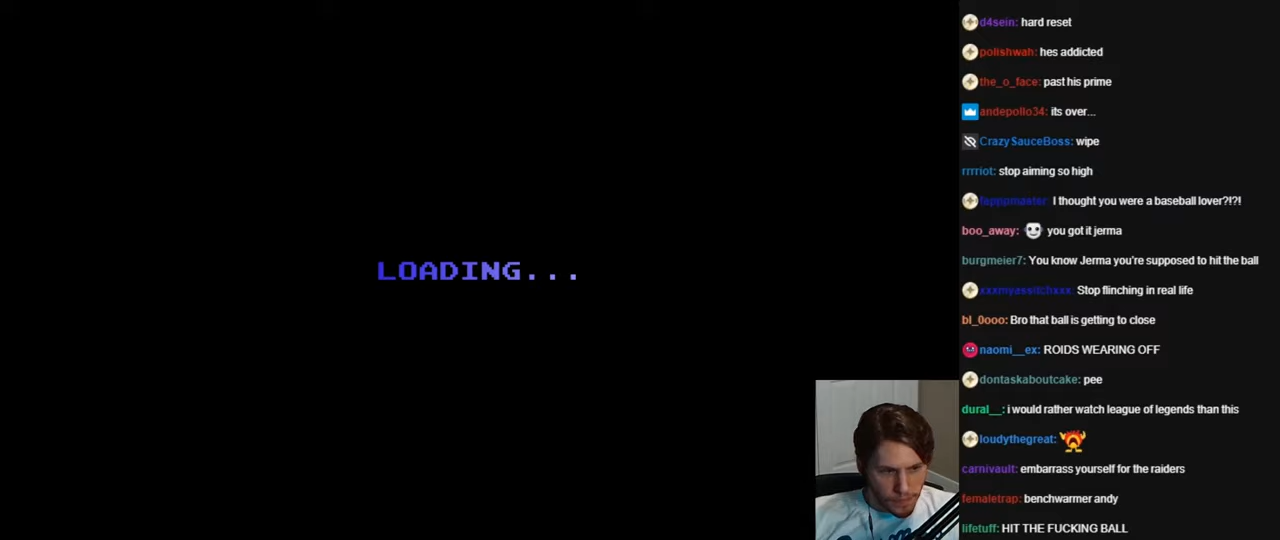 LOADING...
d4sein: hard reset
polishwah: hes addicted
the_o_face: past his prime
andepollo34: its over...
CrazySauceBoss: wipe
rrrriot: stop aiming so high
I thought you were a baseball lover?!?!
boo_away: you got it jerma
burgmeier7: You know Jerma you're supposed to hit the ball
xxxmyassitchxxx: Stop flinching in real life
bl_0ooo: Bro that ball is getting to close
naomi__ex: ROIDS WEARING OFF
dontaskaboutcake: pee
dural__: i would rather watch league of legends than this
loudythegreat:
carnivault: embarrass yourself for the raiders
femaletrap: benchwarmer andy
lifetuff: HIT THE FUCKING BALL